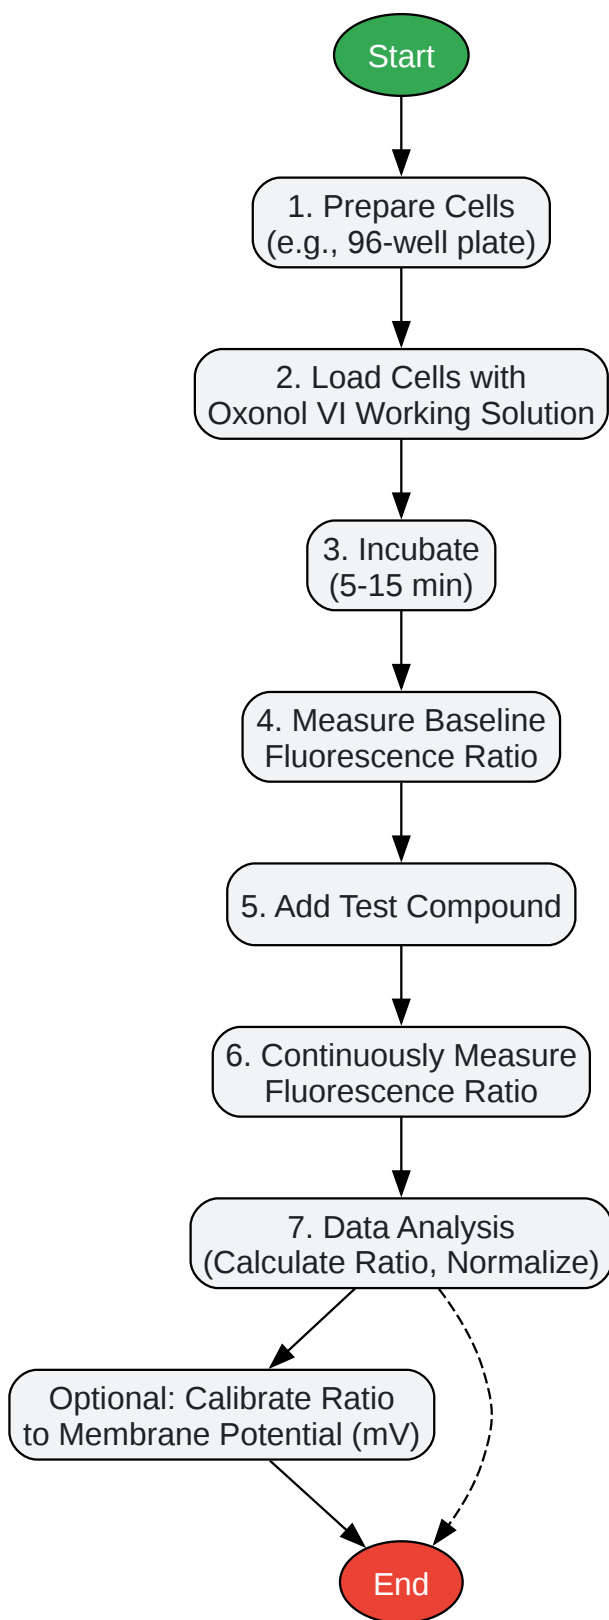 Start
1. Prepare Cells
(e.g., 96-well plate)
2. Load Cells with
Oxonol VI Working Solution
3. Incubate
(5-15 min)
4. Measure Baseline
Fluorescence Ratio
5. Add Test Compound
6. Continuously Measure
Fluorescence Ratio
7. Data Analysis
(Calculate Ratio, Normalize)
Optional: Calibrate Ratio
to Membrane Potential (mV)
End